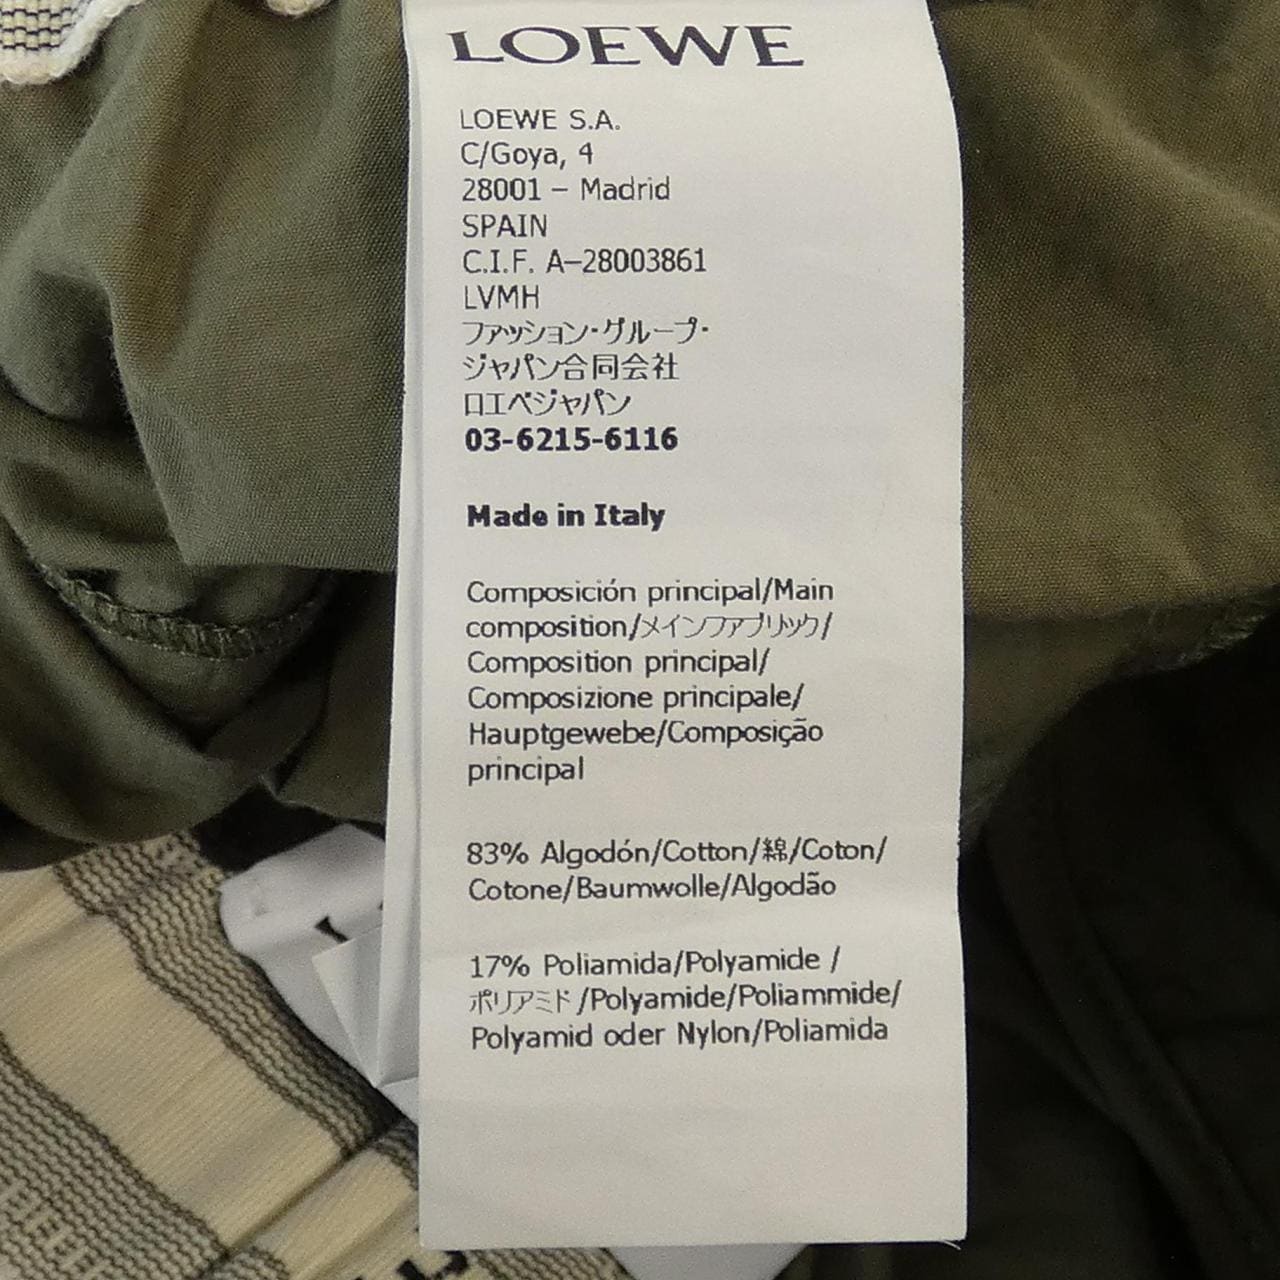 LOEWE
LOEWE S.A.
C/Goya, 4
28001 – Madrid
SPAIN
C.I.F. A–28003861
LVMH
ファッション・グループ・
ジャパン合同会社
ロエベジャパン
03-6215-6116
Made in Italy
Composición principal/Main
composition/メインファブリック/
Composition principal/
Composizione principale/
Hauptgewebe/Composição
principal
83% Algodón/Cotton/綿/Coton/
Cotone/Baumwolle/Algodão
17% Poliamida/Polyamide /
ポリアミド/Polyamide/Poliammide/
Polyamid oder Nylon/Poliamida